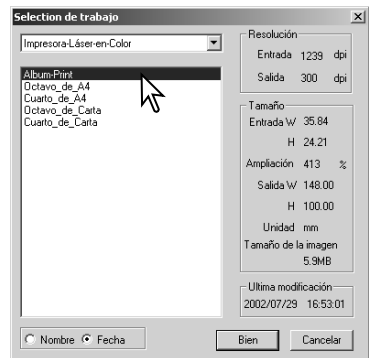 Selection de trabajo
Impresora-Láser-en-Color
Album-Print
Octavo_de_A4
Cuarto_de_A4
Octavo_de_Carta
Cuarto_de_Carta
Nombre Fecha
Resolución
Entrada 1239 dpi
Salida 300 dpi
Tamaño
Entrada W 35.84
H 24.21
Ampliación 413 %
Salida W 148.00
H 100.00
Unidad mm
Tamaño de la imagen
5.9MB
Ultima modificación
2002/07/29 16:53:01
Bien Cancelar